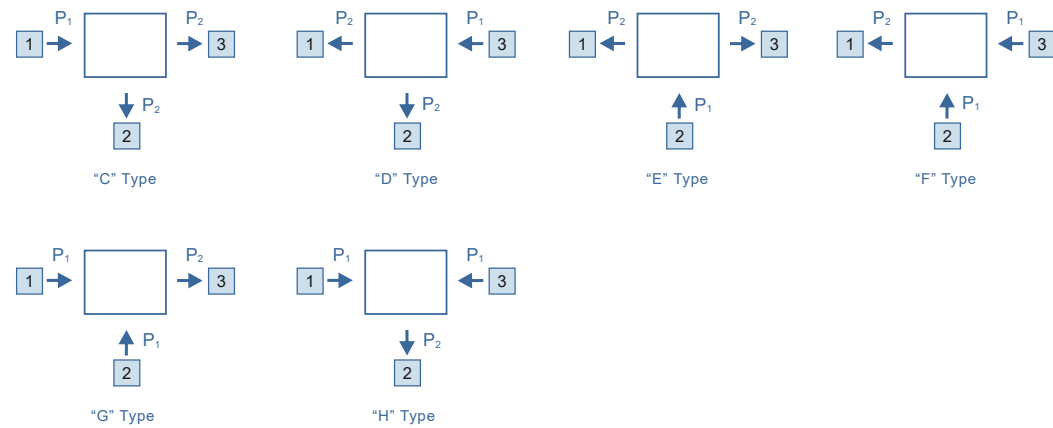 P₁ P₂ P₂ P₁ P₂ P₂ P₂ P₁
1 3 1 3 1 3 1 3
P₂ P₂ P₁ P₁
2 2 2 2
“C” Type “D” Type “E” Type “F” Type
P₁ P₂ P₁ P₁
1 3 1 3
P₁ P₂
2 2
“G” Type “H” Type